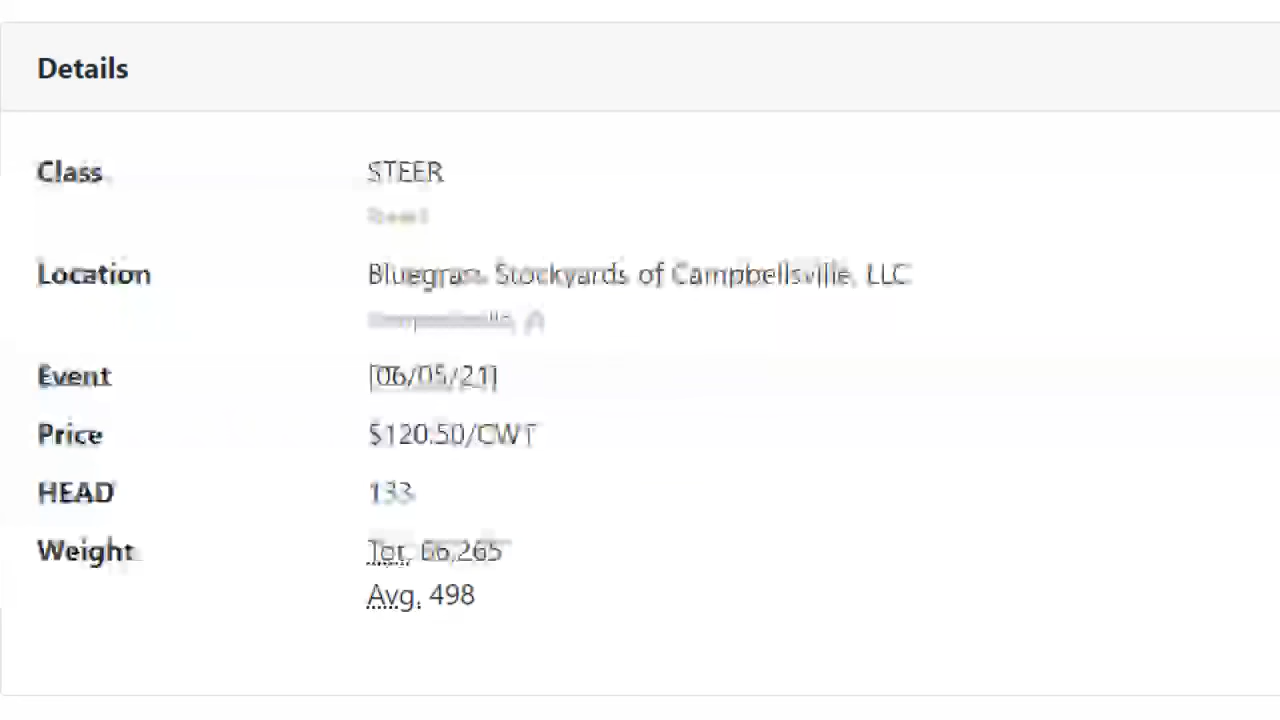 Details
Class STEER
Location Bluegrass Stockyards of Campbellsville, LLC
Event [06/05/21]
Price $120.50/CWT
HEAD 133
Weight Tot. 66,265
Avg. 498